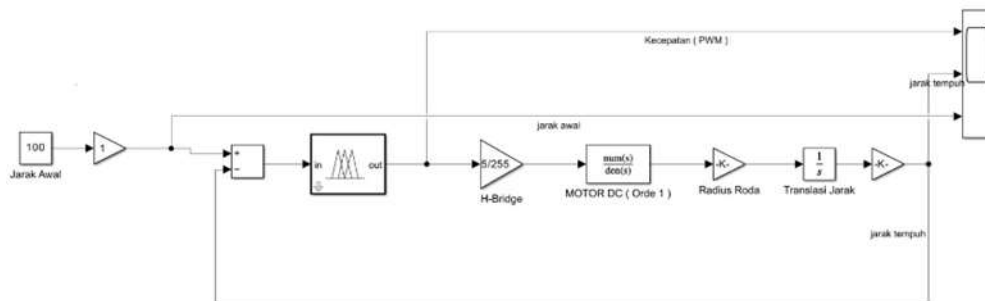 Kecepatan ( PWM )
jarak tempuh
jarak awal
100
1
+
−
in
out
5/255
num(s)
den(s)
-K-
1
s
-K-
Jarak Awal
H-Bridge
MOTOR DC ( Orde 1 )
Radius Roda
Translasi Jarak
jarak tempuh